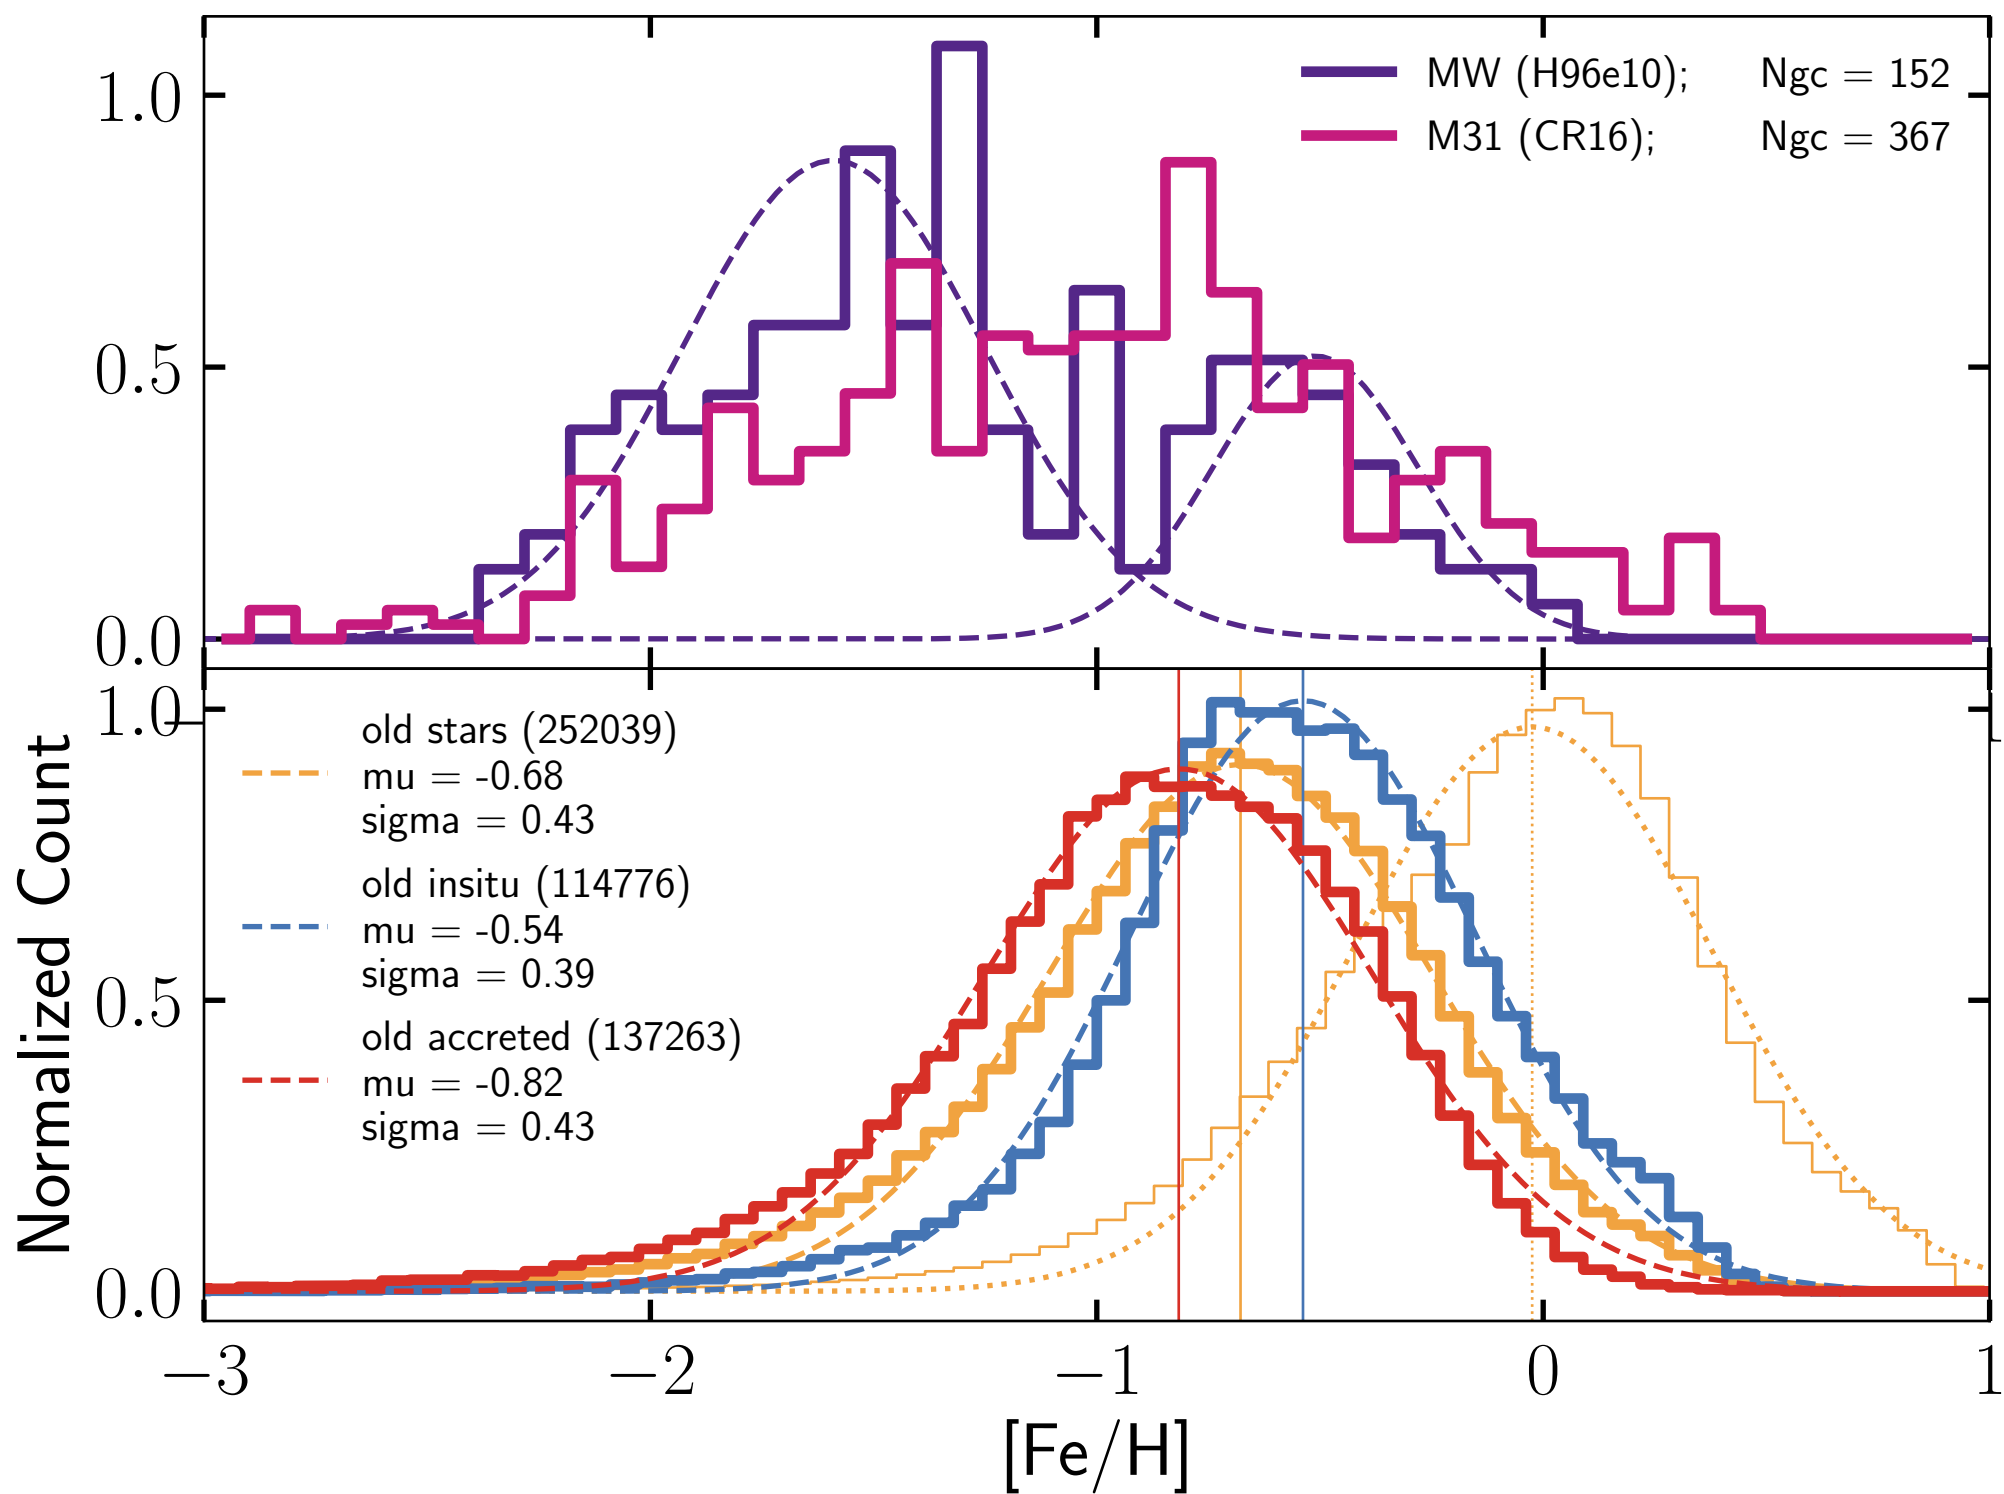 1.0
0.5
0.0
MW (H96e10); Ngc = 152
M31 (CR16); Ngc = 367
Normalized Count
1.0
0.5
0.0
old stars (252039)
mu = -0.68
sigma = 0.43
old insitu (114776)
mu = -0.54
sigma = 0.39
old accreted (137263)
mu = -0.82
sigma = 0.43
−3 −2 −1 0 1
[Fe/H]